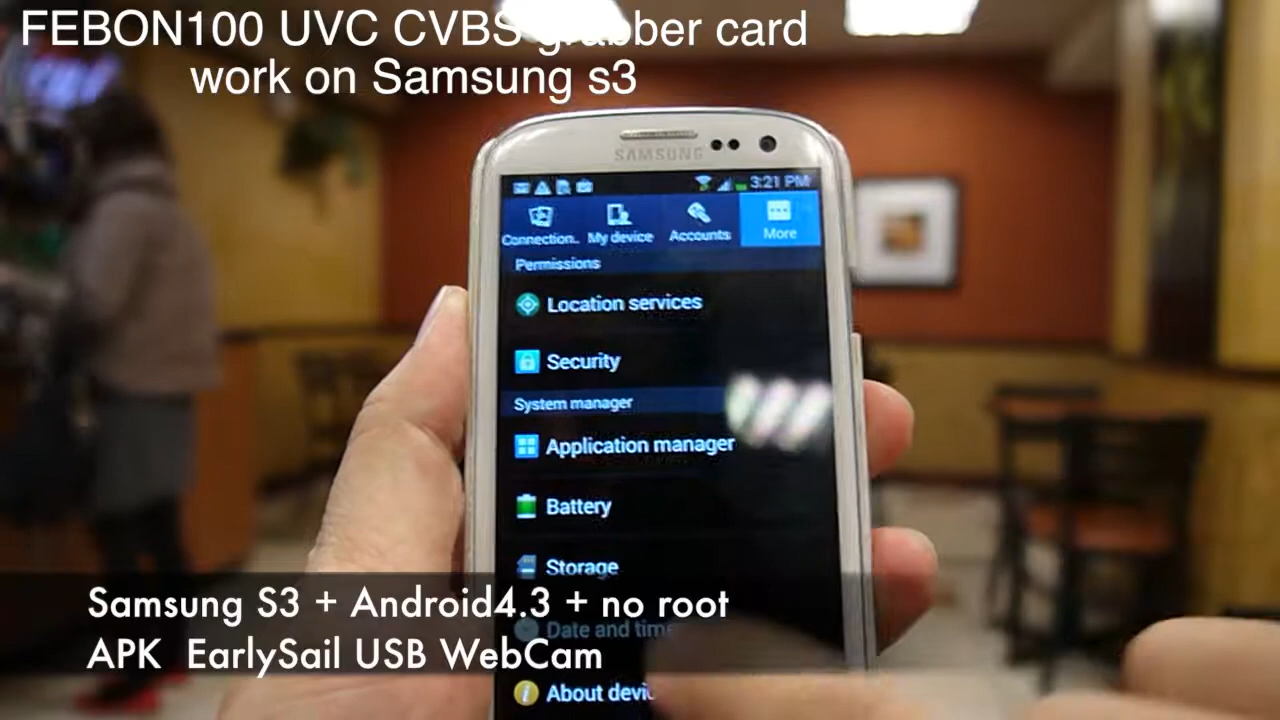 FEBON100 UVC CVBS grabber card
work on Samsung s3
SAMSUNG
3:21 PM
Connection.. My device Accounts More
Permissions
Location services
Security
System manager
Application manager
Battery
Storage
Samsung S3 + Android4.3 + no root
Date and time
APK EarlySail USB WebCam
About devic